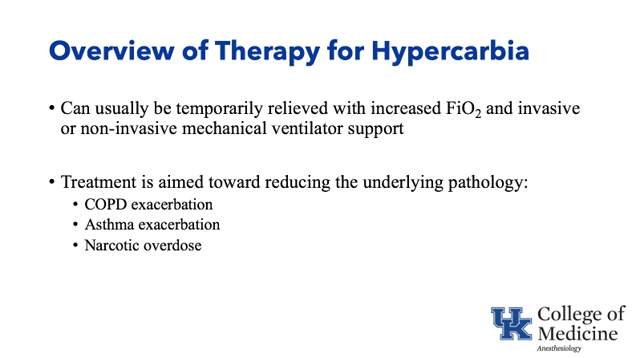 Overview of Therapy for Hypercarbia
• Can usually be temporarily relieved with increased FiO₂ and invasive
or non-invasive mechanical ventilator support
• Treatment is aimed toward reducing the underlying pathology:
• COPD exacerbation
• Asthma exacerbation
• Narcotic overdose
UK College of
Medicine
Anesthesiology